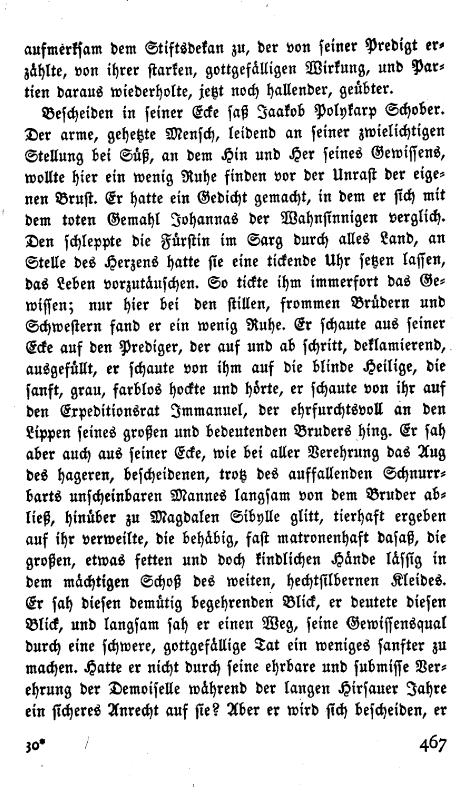 aufmerksam dem Stiftsdekan zu, der von seiner Predigt er-
zählte, von ihrer starken, gottgefälligen Wirkung, und Par-
tien daraus wiederholte, jetzt noch hallender, geübter.
Bescheiden in seiner Ecke saß Jaakob Polykarp Schober.
Der arme, gehetzte Mensch, leidend an seiner zwielichtigen
Stellung bei Süß, an dem Hin und Her seines Gewissens,
wollte hier ein wenig Ruhe finden vor der Unrast der eige-
nen Brust. Er hatte ein Gedicht gemacht, in dem er sich mit
dem toten Gemahl Johannas der Wahnsinnigen verglich.
Den schleppte die Fürstin im Sarg durch alles Land, an
Stelle des Herzens hatte sie eine tickende Uhr setzen lassen,
das Leben vorzutäuschen. So tickte ihm immerfort das Ge-
wissen; nur hier bei den stillen, frommen Brüdern und
Schwestern fand er ein wenig Ruhe. Er schaute aus seiner
Ecke auf den Prediger, der auf und ab schritt, deklamierend,
ausgefüllt, er schaute von ihm auf die blinde Heilige, die
sanft, grau, farblos hockte und hörte, er schaute von ihr auf
den Expeditionsrat Immanuel, der ehrfurchtsvoll an den
Lippen seines großen und bedeutenden Bruders hing. Er sah
aber auch aus seiner Ecke, wie bei aller Verehrung das Aug
des hageren, bescheidenen, trotz des auffallenden Schnurr-
barts unscheinbaren Mannes langsam von dem Bruder ab-
ließ, hinüber zu Magdalen Sibylle glitt, tierhaft ergeben
auf ihr verweilte, die behäbig, fast matronenhaft dasaß, die
großen, etwas fetten und doch kindlichen Hände lässig in
dem mächtigen Schoß des weiten, hechtsilbernen Kleides.
Er sah diesen demütig begehrenden Blick, er deutete diesen
Blick, und langsam sah er einen Weg, seine Gewissensqual
durch eine schwere, gottgefällige Tat ein weniges sanfter zu
machen. Hatte er nicht durch seine ehrbare und submisse Ver-
ehrung der Demoiselle während der langen Hirsauer Jahre
ein sicheres Anrecht auf sie? Aber er wird sich bescheiden, er
30* 467